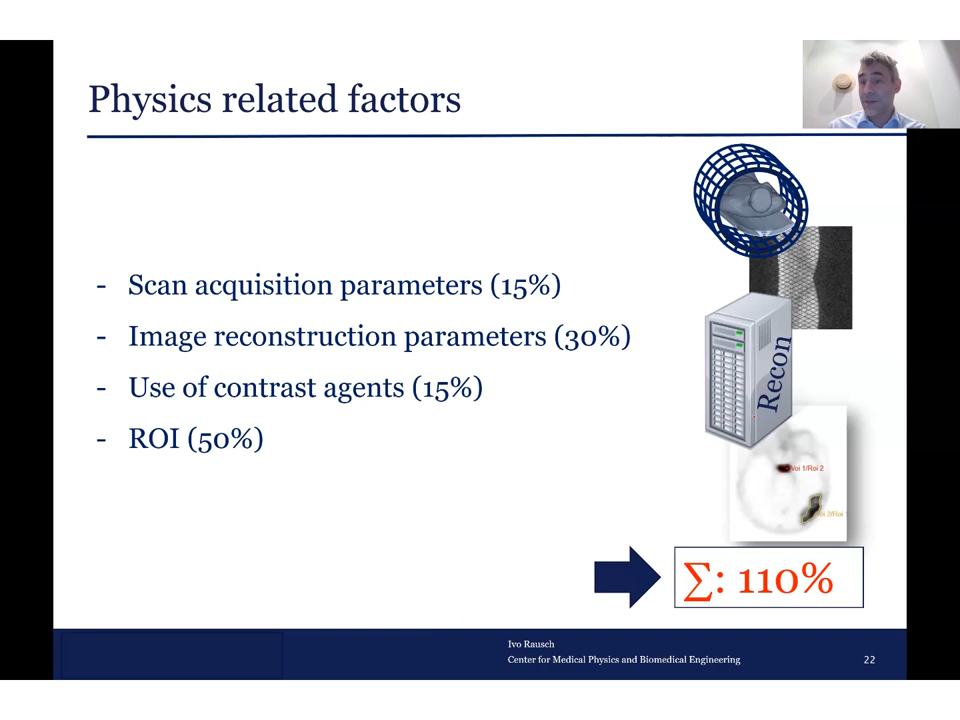 Physics related factors
- Scan acquisition parameters (15%)
- Image reconstruction parameters (30%)
- Use of contrast agents (15%)
- ROI (50%)
Recon
Voi 1/Roi 2
∑: 110%
Ivo Rausch
Center for Medical Physics and Biomedical Engineering
22